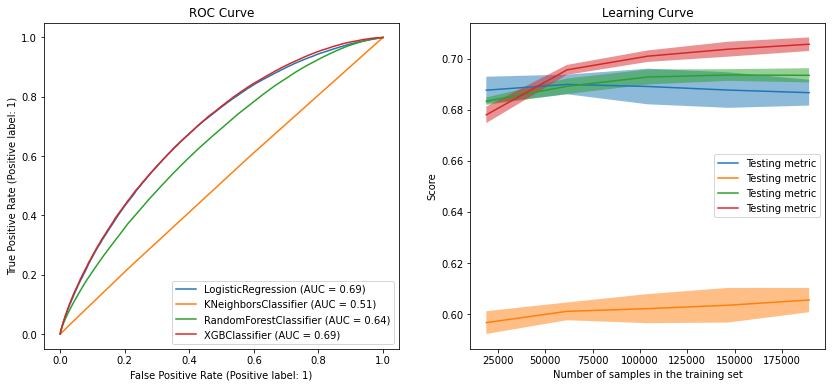 ROC Curve
True Positive Rate (Positive label: 1)
1.0
0.8
0.6
0.4
0.2
0.0
LogisticRegression (AUC = 0.69)
KNeighborsClassifier (AUC = 0.51)
RandomForestClassifier (AUC = 0.64)
XGBClassifier (AUC = 0.69)
0.0 0.2 0.4 0.6 0.8 1.0
False Positive Rate (Positive label: 1)
Learning Curve
Score
0.70
0.68
0.66
0.64
0.62
0.60
Testing metric
Testing metric
Testing metric
Testing metric
25000 50000 75000 100000 125000 150000 175000
Number of samples in the training set